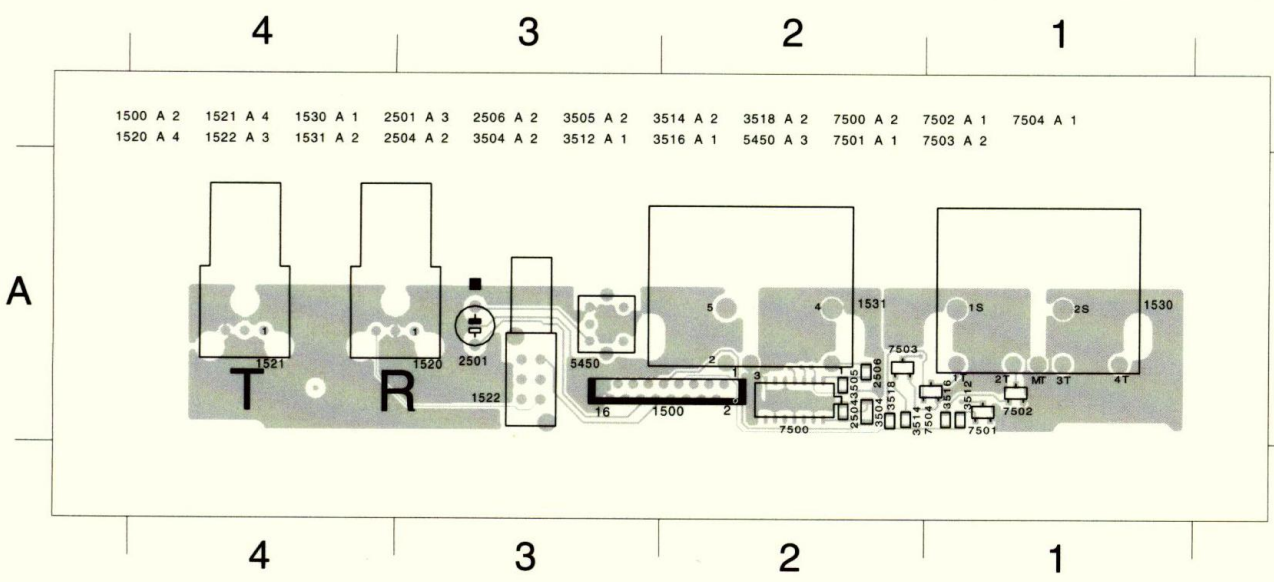 4 3 2 1
1500 A 2 1521 A 4 1530 A 1 2501 A 3 2506 A 2 3505 A 2 3514 A 2 3518 A 2 7500 A 2 7502 A 1 7504 A 1
1520 A 4 1522 A 3 1531 A 2 2504 A 2 3504 A 2 3512 A 1 3516 A 1 5450 A 3 7501 A 1 7503 A 2
A
5 4 1531 1S 2S 1530
1 1
1521 1520 2501 5450 2 7503
T R
1 3 1 2506 1T 2T MT 3T 4T
1522 3505 3518 3516 3512
16 1500 2 2504 3504 3514 7504 7502
7500 7501
4 3 2 1